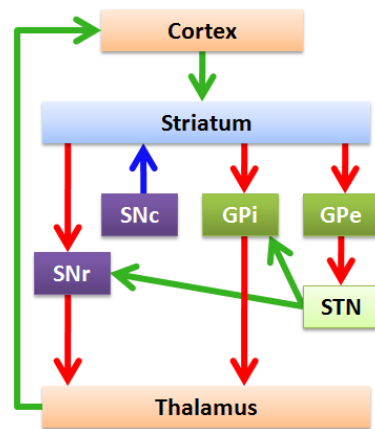 Cortex
Striatum
SNc
GPi
GPe
SNr
STN
Thalamus